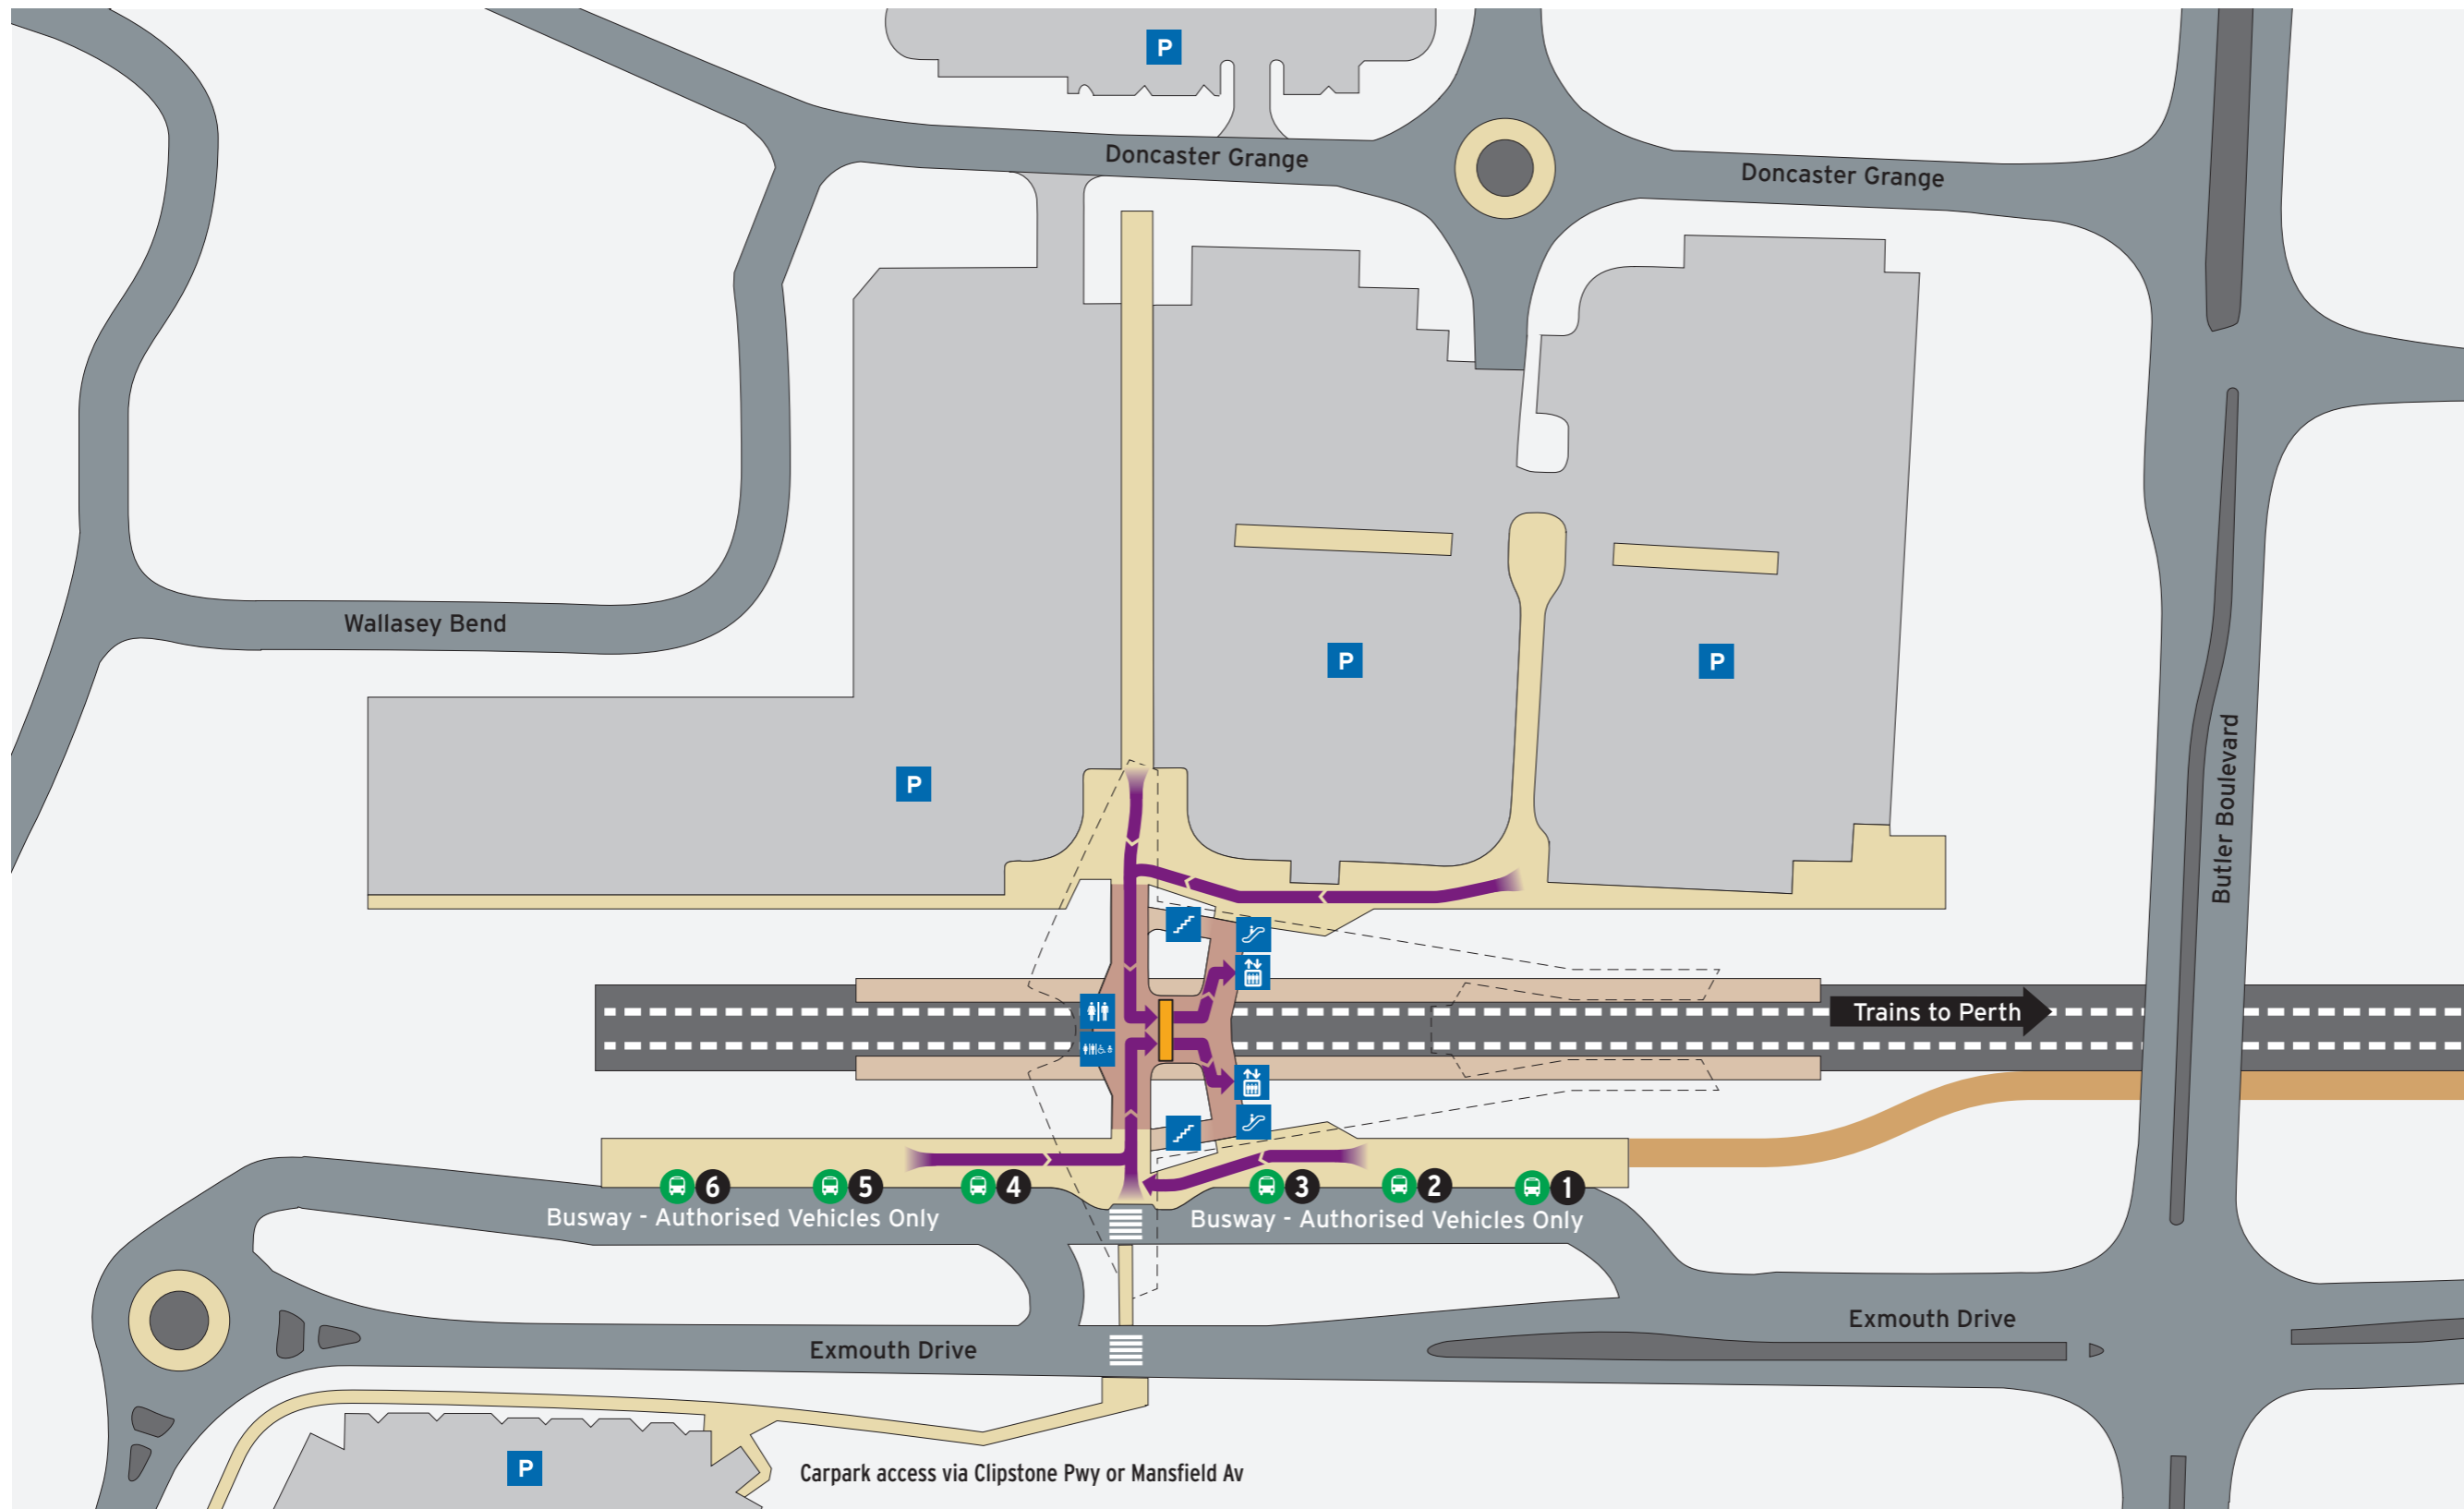 P
Doncaster Grange
Doncaster Grange
Wallasey Bend
P
P
P
Butler Boulevard
Trains to Perth
6
5
4
3
2
1
Busway - Authorised Vehicles Only
Busway - Authorised Vehicles Only
Exmouth Drive
Exmouth Drive
P
Carpark access via Clipstone Pwy or Mansfield Av